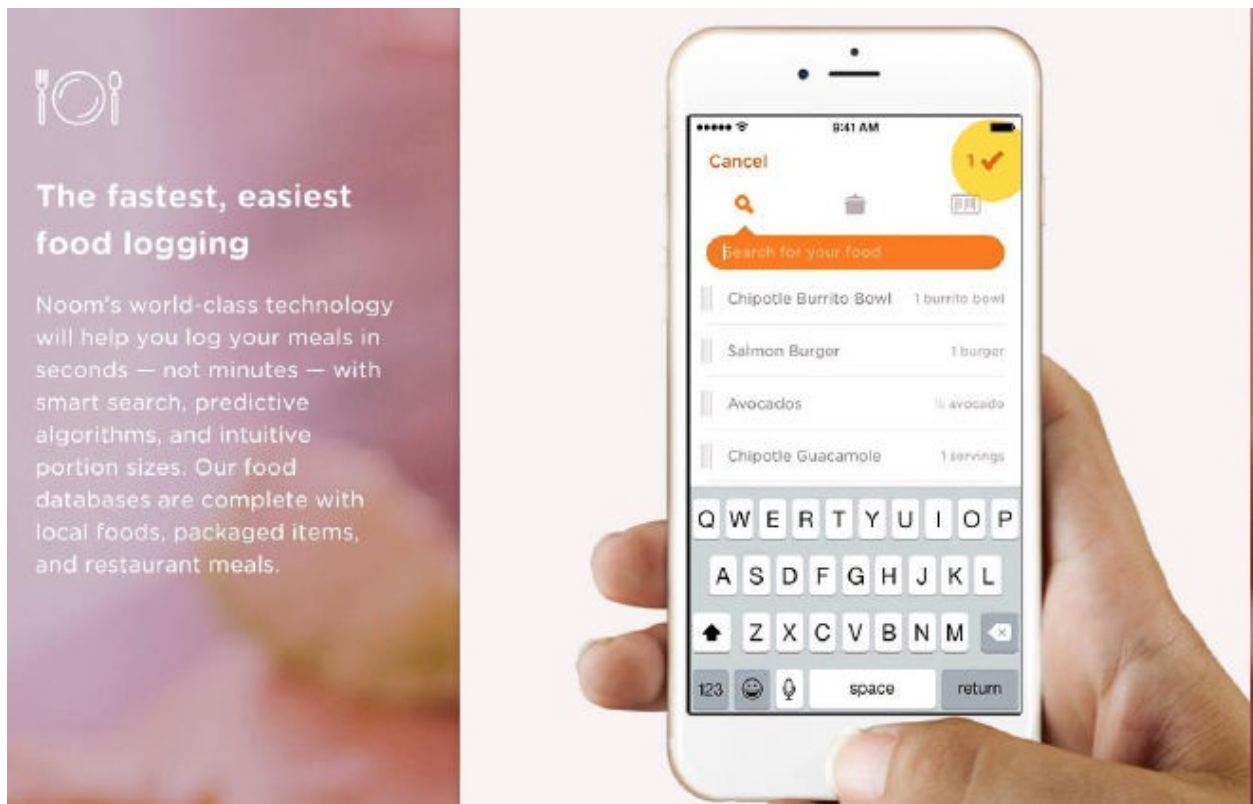 The fastest, easiest
food logging
Noom's world-class technology
will help you log your meals in
seconds — not minutes — with
smart search, predictive
algorithms, and intuitive
portion sizes. Our food
databases are complete with
local foods, packaged items,
and restaurant meals.
9:41 AM
Cancel 1
Search for your food
Chipotle Burrito Bowl 1 burrito bowl
Salmon Burger 1 burger
Avocados avocado
Chipotle Guacamole 1 servings
Q W E R T Y U I O P
A S D F G H J K L
Z X C V B N M
123 space return